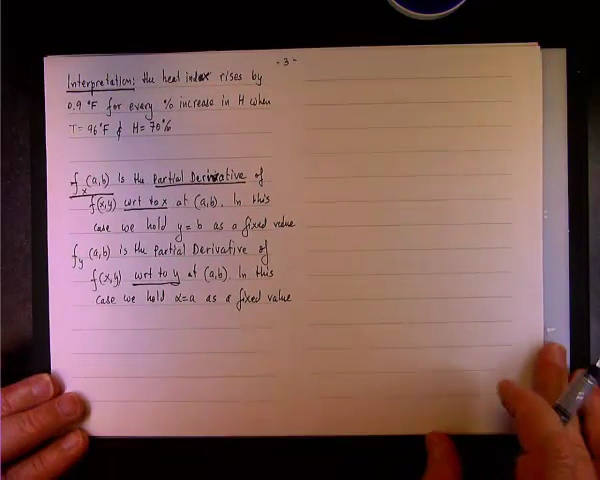 - 3 -
Interpretation: the heat index rises by
0.9 °F for every % increase in H when
T = 96°F & H = 70%
fx (a,b) is the Partial Derivative of
f(x,y) wrt to x at (a,b). In this
case we hold y = b as a fixed value
fy (a,b) is the Partial Derivative of
f(x,y) wrt to y at (a,b) In this
case we hold x=a as a fixed value